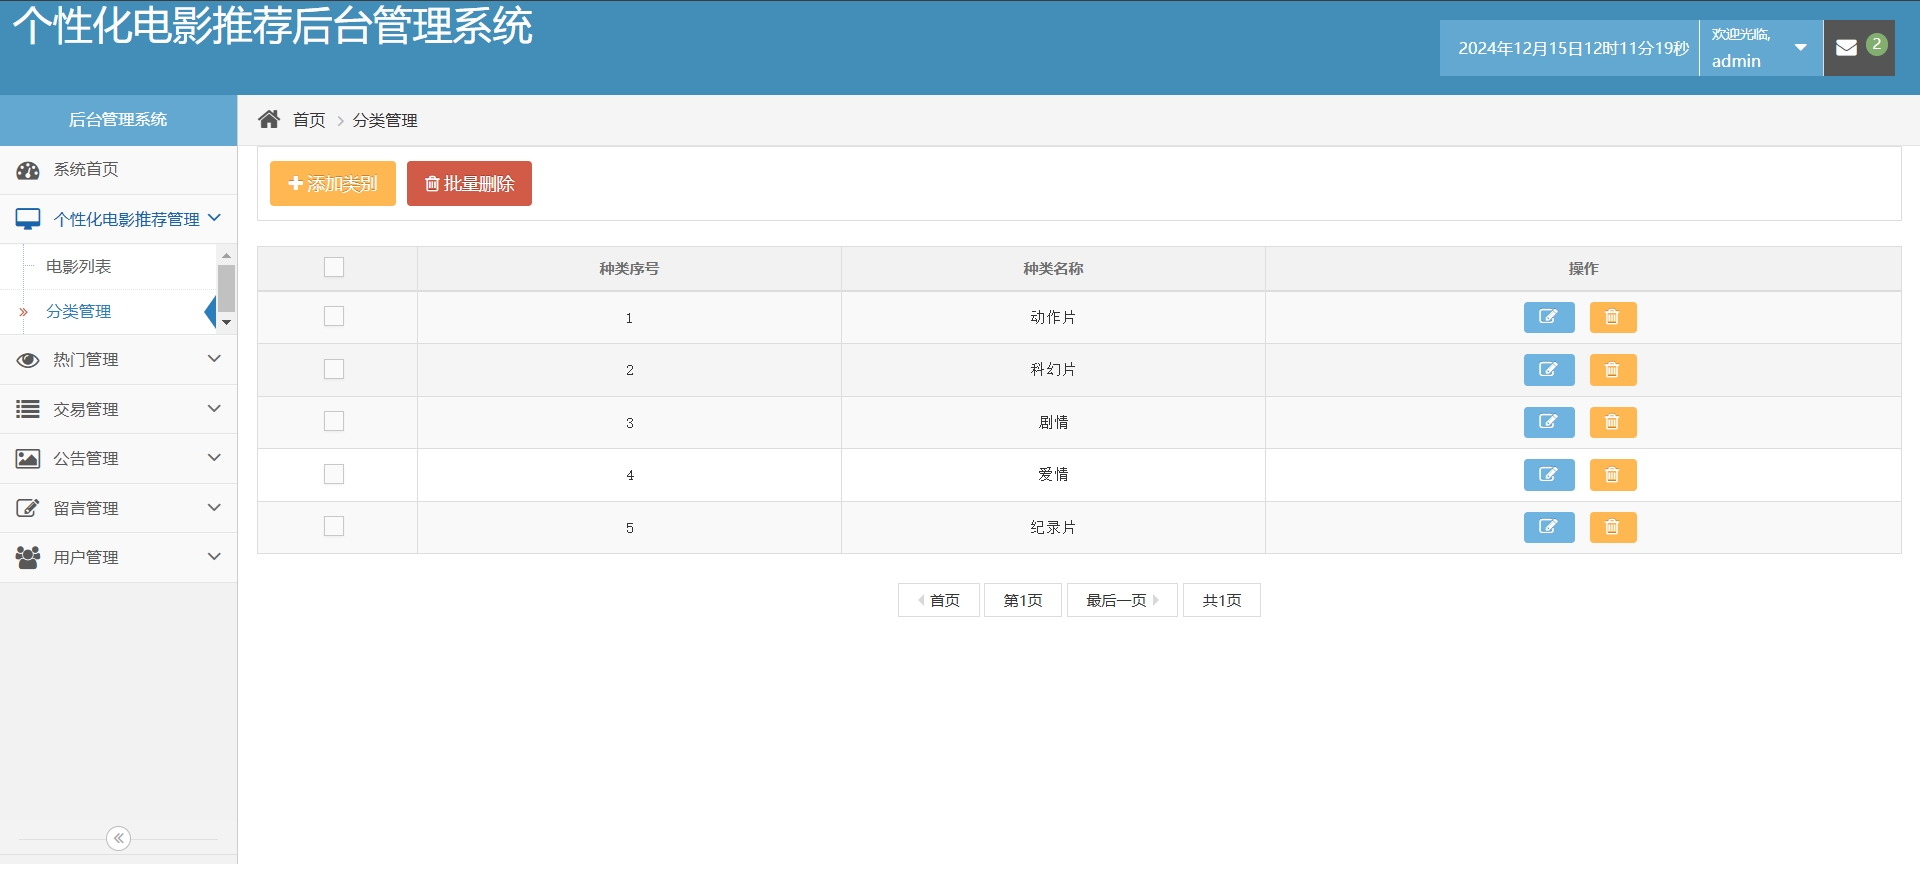 个性化电影推荐后台管理系统
2024年12月15日12时11分19秒
欢迎光临,
admin
2
后台管理系统
首页 分类管理
系统首页
个性化电影推荐管理
电影列表
分类管理
热门管理
交易管理
公告管理
留言管理
用户管理
添加类别 批量删除
种类序号 种类名称 操作
1 动作片
2 科幻片
3 剧情
4 爱情
5 纪录片
首页 第1页 最后一页 共1页